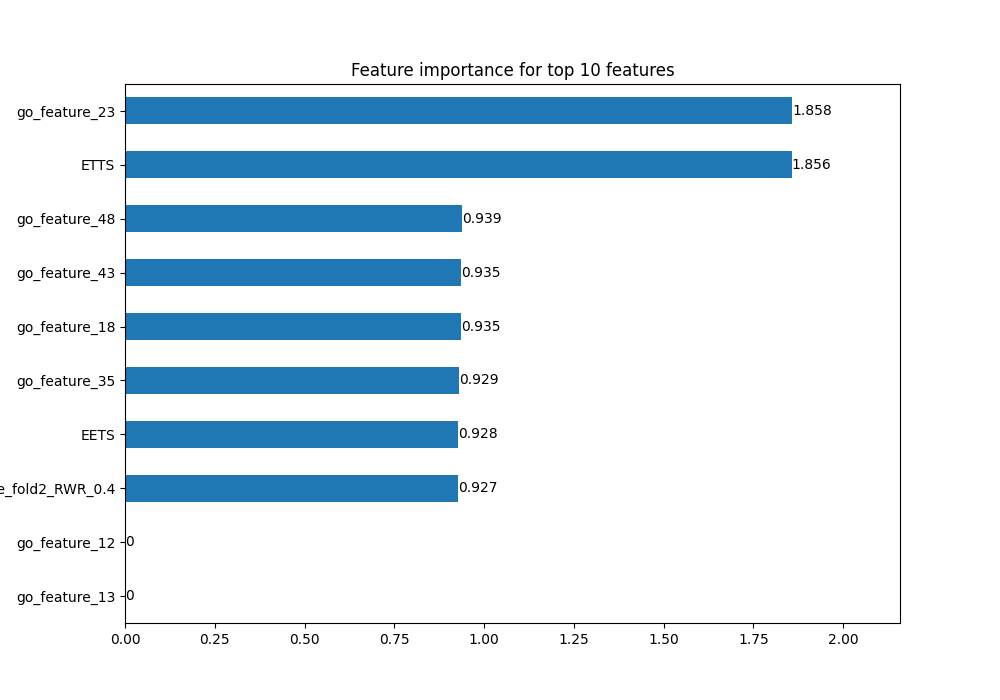 Feature importance for top 10 features
go_feature_23 1.858
ETTS 1.856
go_feature_48 0.939
go_feature_43 0.935
go_feature_18 0.935
go_feature_35 0.929
EETS 0.928
e_fold2_RWR_0.4 0.927
go_feature_12 0
go_feature_13 0
0.00 0.25 0.50 0.75 1.00 1.25 1.50 1.75 2.00